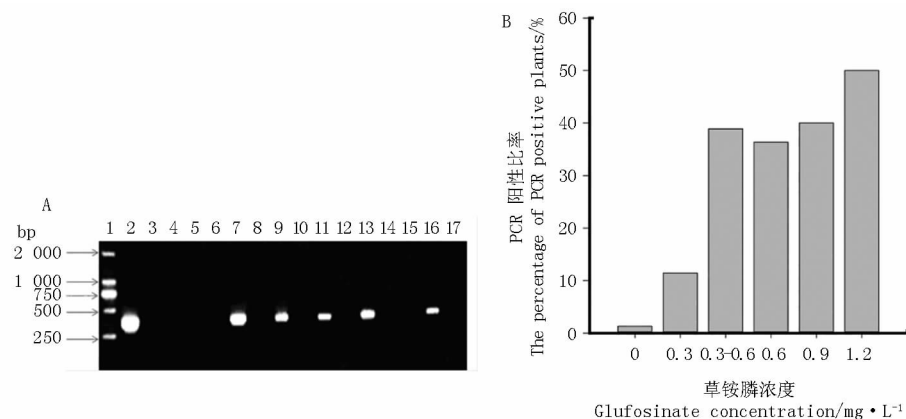 A
bp
1 2 3 4 5 6 7 8 9 10 11 12 13 14 15 16 17
2 000
1 000
750
500
250
B
PCR 阳性比率
The percentage of PCR positive plants/%
60
50
40
30
20
10
0
0 0.3 0.3-0.6 0.6 0.9 1.2
草铵膦浓度
Glufosinate concentration/mg·L⁻¹